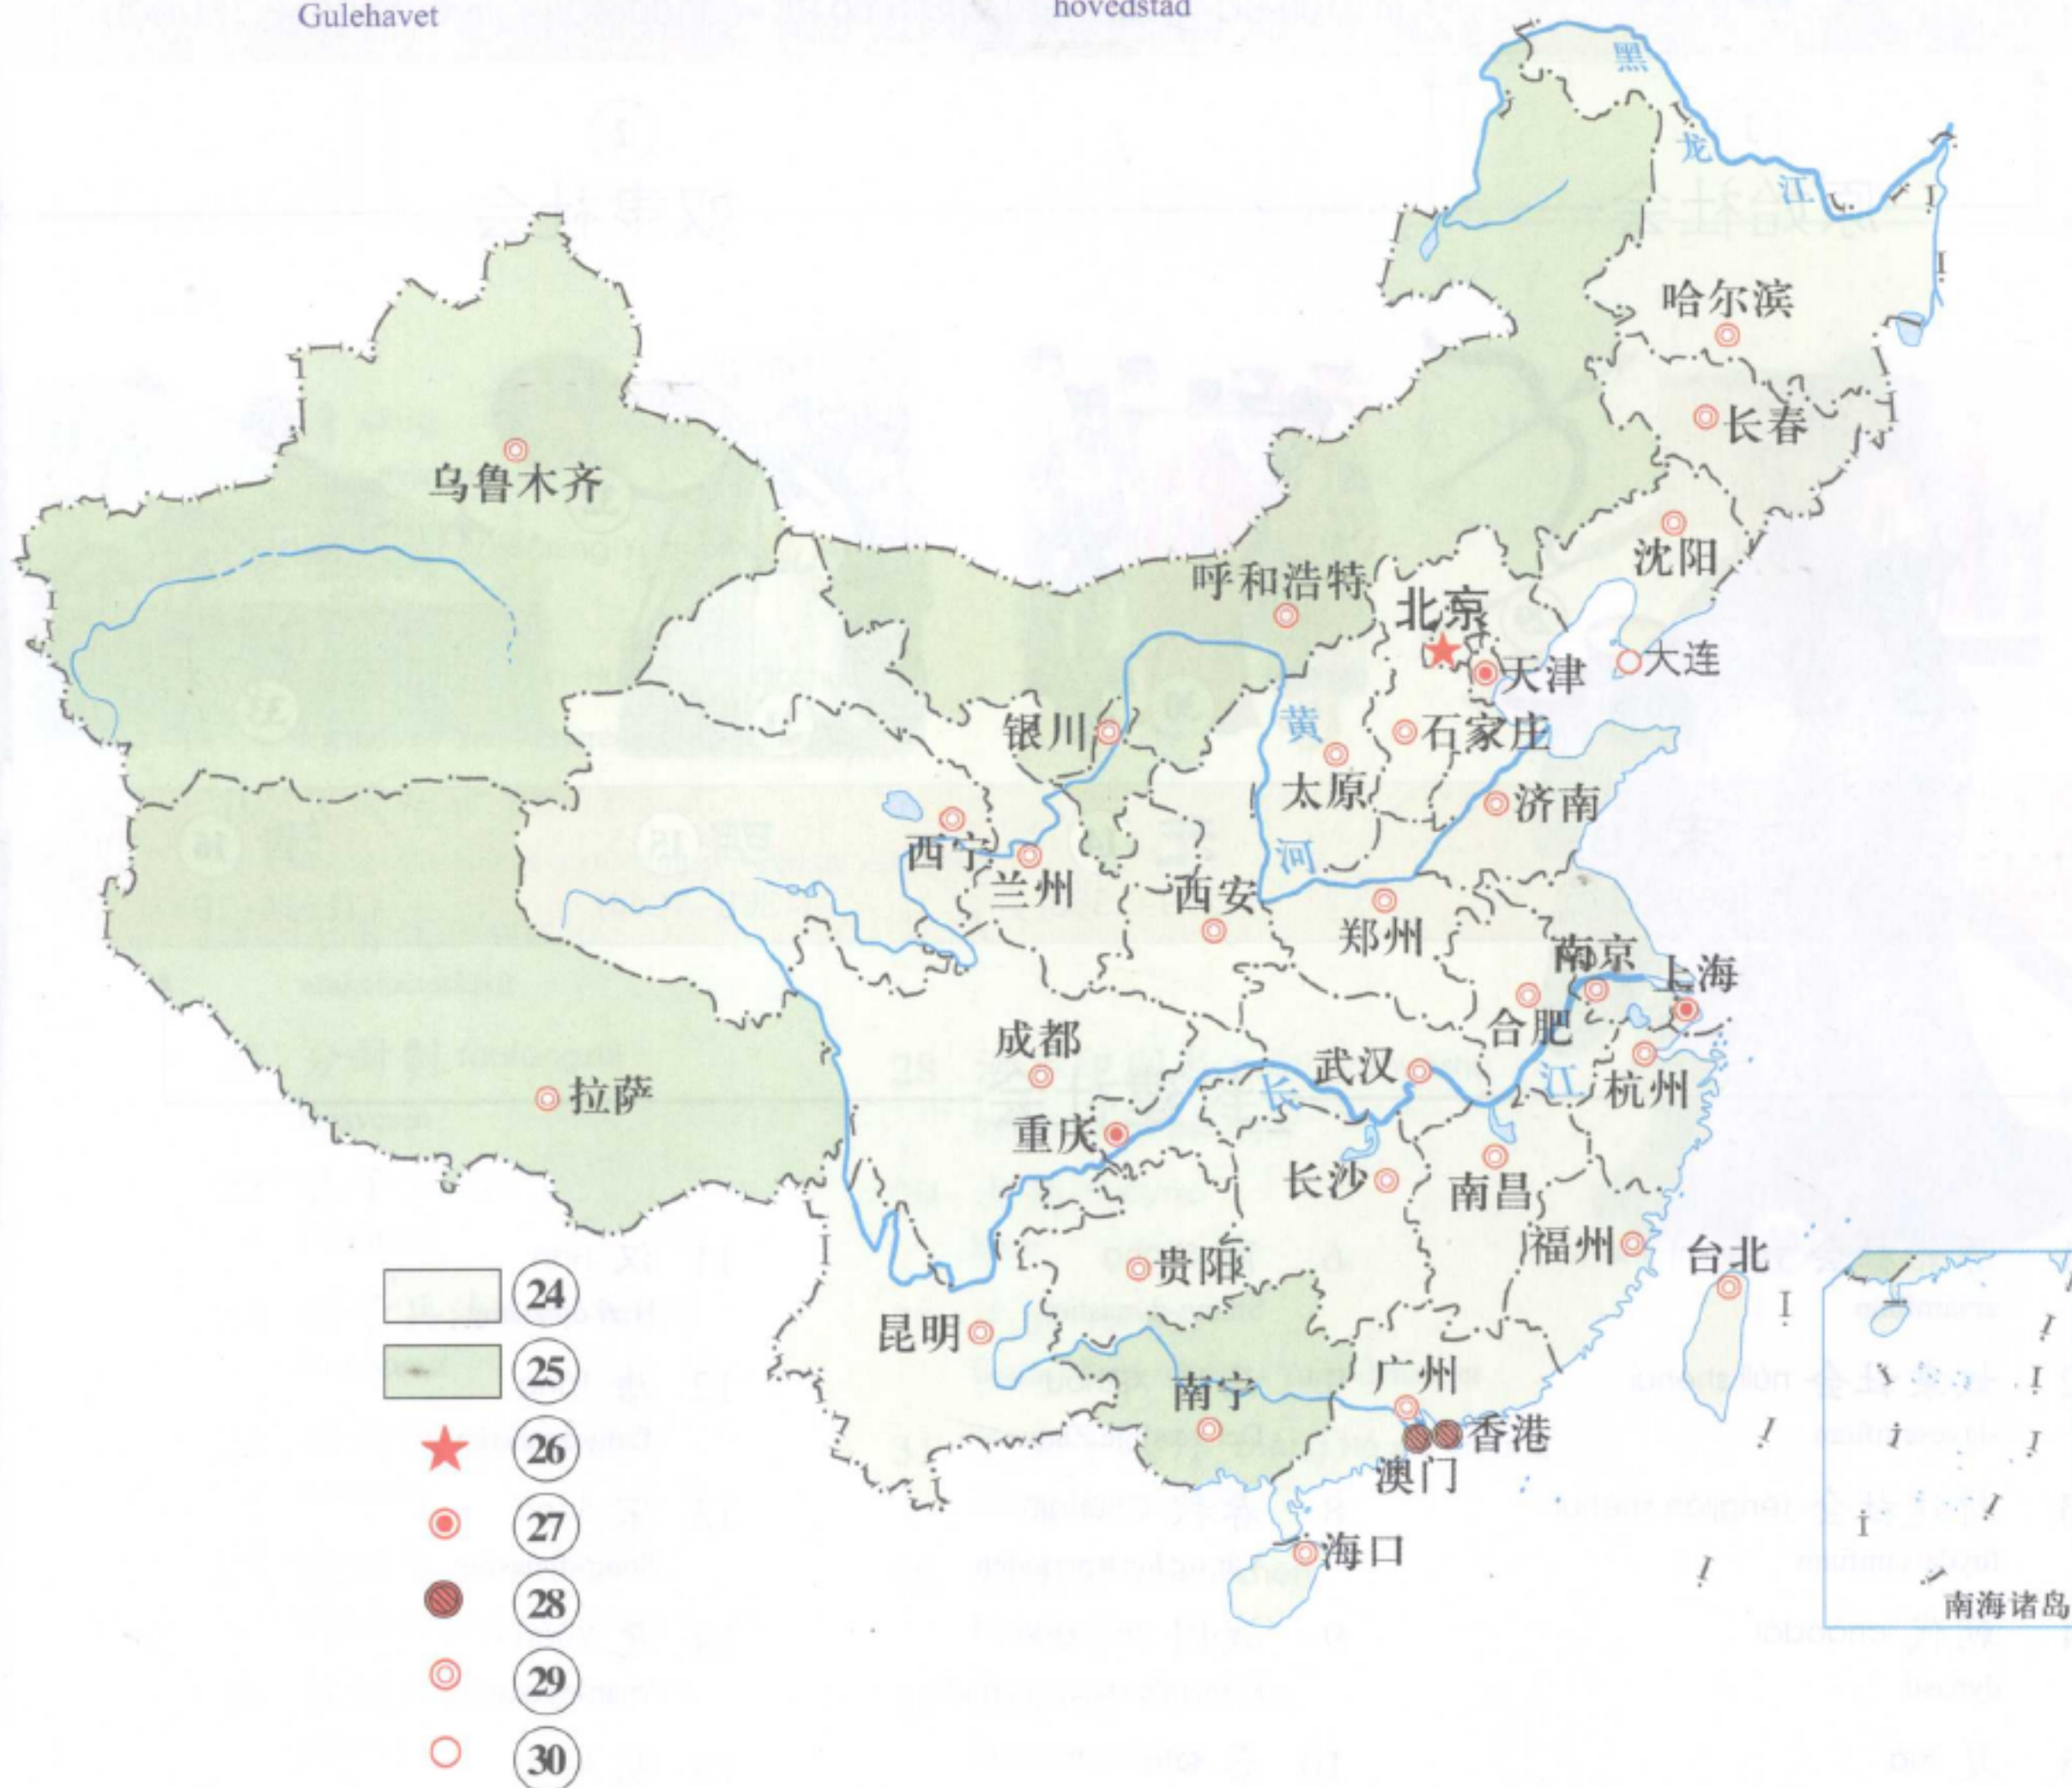 Gulehavet
hovedstad
黑
龙
江
哈尔滨
长春
乌鲁木齐
沈阳
呼和浩特
北京
天津
大连
银川
黄
石家庄
太原
济南
西宁
河
兰州
西安
郑州
南京
上海
合肥
成都
武汉
长
江
杭州
拉萨
重庆
长沙
南昌
福州
台北
贵阳
24
昆明
25
广州
南宁
26
香港
澳门
27
海口
28
南海诸岛
29
30